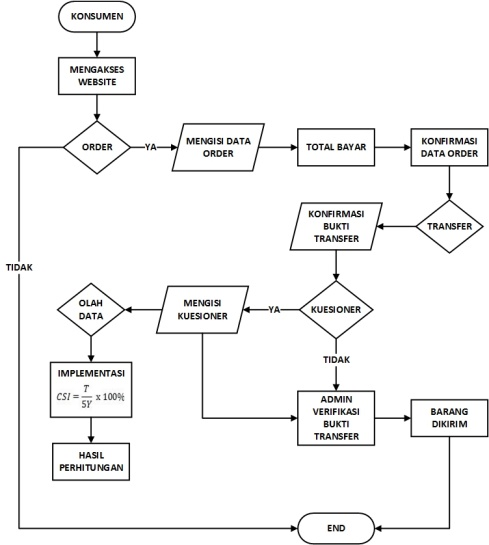 KONSUMEN
MENGAKSES
WEBSITE
ORDER
YA
MENGISI DATA
ORDER
TOTAL BAYAR
KONFIRMASI
DATA ORDER
TRANSFER
KONFIRMASI
BUKTI
TRANSFER
TIDAK
KUESIONER
YA
MENGISI
KUESIONER
OLAH
DATA
TIDAK
IMPLEMENTASI
CSI = T/5Y x 100%
ADMIN
VERIFIKASI
BUKTI
TRANSFER
BARANG
DIKIRIM
HASIL
PERHITUNGAN
END